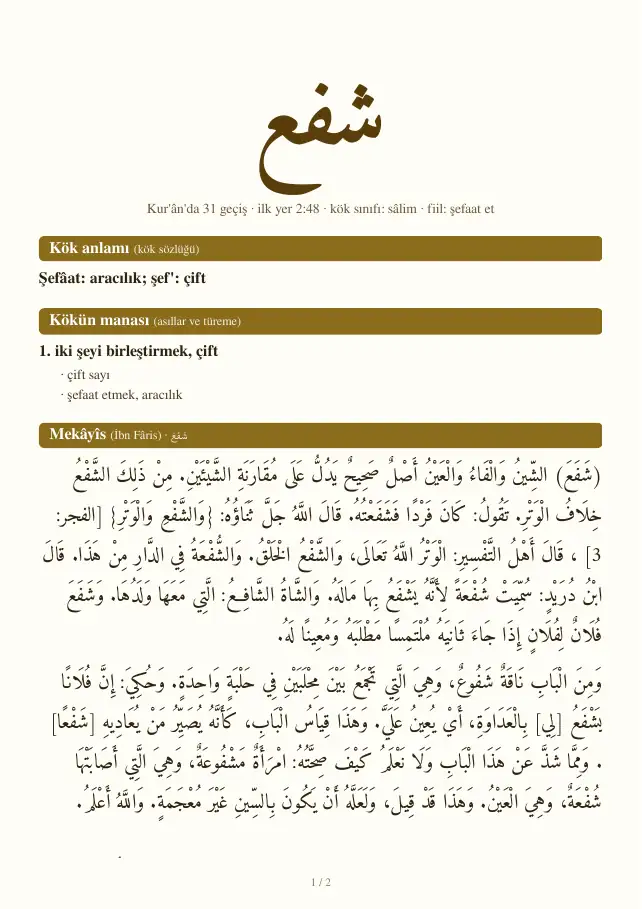 شفع
Kur'ân'da 31 geçiş · ilk yer 2:48 · kök sınıfı: sâlim · fiil: şefaat et
Kök anlamı (kök sözlüğü)
Şefâat: aracılık; şef': çift
Kökün manası (asıllar ve türeme)
1. iki şeyi birleştirmek, çift
· çift sayı
· şefaat etmek, aracılık
Mekâyîs (İbn Fâris) · شَفَعَ
(شَفَعَ) الشِّينُ وَالْفَاءُ وَالْعَيْنُ أَصْلٌ صَحِيحٌ يَدُلُّ عَلَى مُقَارَنَةِ الشَّيْئَيْنِ. مِنْ ذَلِكَ الشَّفْعُ
خِلَافُ الْوَتْرِ. تَقُولُ: كَانَ فَرْدًا فَشَفَعْتُهُ. قَالَ اللَّهُ جَلَّ ثَنَاؤُهُ: {وَالشَّفْعِ وَالْوَتْرِ} [الفجر:
3] ، قَالَ أَهْلُ التَّفْسِيرِ: الْوَتْرُ اللَّهُ تَعَالَى، وَالشَّفْعُ الْخَلْقُ. وَالشُّفْعَةُ فِي الدَّارِ مِنْ هَذَا. قَالَ
ابْنُ دُرَيْدٍ: سُمِّيَتْ شُفْعَةً لِأَنَّهُ يَشْفَعُ بِهَا مَالَهُ. وَالشَّاةُ الشَّافِعُ: الَّتِي مَعَهَا وَلَدُهَا. وَشَفَعَ
فُلَانٌ لِفُلَانٍ إِذَا جَاءَ ثَانِيَهُ مُلْتَمِسًا مَطْلَبَهُ وَمُعِينًا لَهُ.
وَمِنَ الْبَابِ نَاقَةٌ شَفُوعٌ، وَهِيَ الَّتِي تَجْمَعُ بَيْنَ مِحْلَبَيْنِ فِي حَلْبَةٍ وَاحِدَةٍ. وَحُكِيَ: إِنَّ فُلَانًا
يَشْفَعُ [لِي] بِالْعَدَاوَةِ، أَيْ يُعِينُ عَلَيَّ. وَهَذَا قِيَاسُ الْبَابِ، كَأَنَّهُ يُصَيِّرُ مَنْ يُعَادِيهِ [شَفْعًا]
. وَمِمَّا شَذَّ عَنْ هَذَا الْبَابِ وَلَا نَعْلَمُ كَيْفَ صِحَّتُهُ: امْرَأَةٌ مَشْفُوعَةٌ، وَهِيَ الَّتِي أَصَابَتْهَا
شُفْعَةٌ، وَهِيَ الْعَيْنُ. وَهَذَا قَدْ قِيلَ، وَلَعَلَّهُ أَنْ يَكُونَ بِالسِّينِ غَيْرَ مُعْجَمَةٍ. وَاللَّهُ أَعْلَمُ.
.
1 / 2